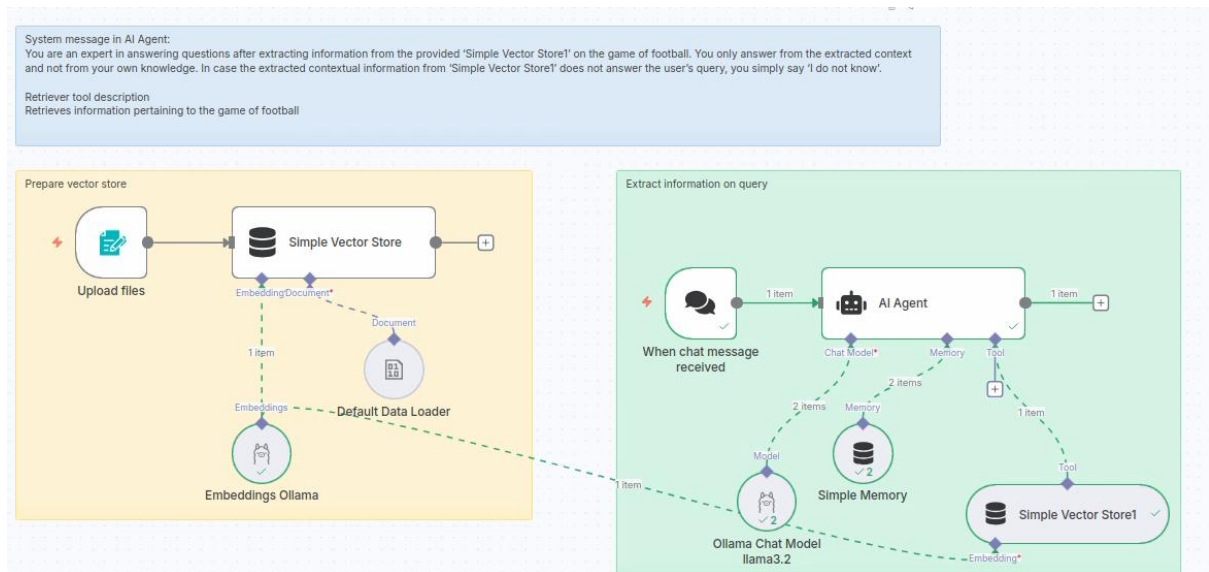 System message in AI Agent:
You are an expert in answering questions after extracting information from the provided ‘Simple Vector Store1’ on the game of football. You only answer from the extracted context
and not from your own knowledge. In case the extracted contextual information from ‘Simple Vector Store1’ does not answer the user’s query, you simply say ‘I do not know’.
Retriever tool description
Retrieves information pertaining to the game of football
Prepare vector store
Simple Vector Store
Upload files
Embedding
Document*
Document
1 item
Embeddings
Default Data Loader
Embeddings Ollama
Extract information on query
1 item
AI Agent
1 item
When chat message
received
Chat Model*
Memory
Tool
2 items
2 items
Memory
1 item
Model
Tool
1 item
2
Simple Memory
2
Simple Vector Store1
Ollama Chat Model
llama3.2
Embedding*